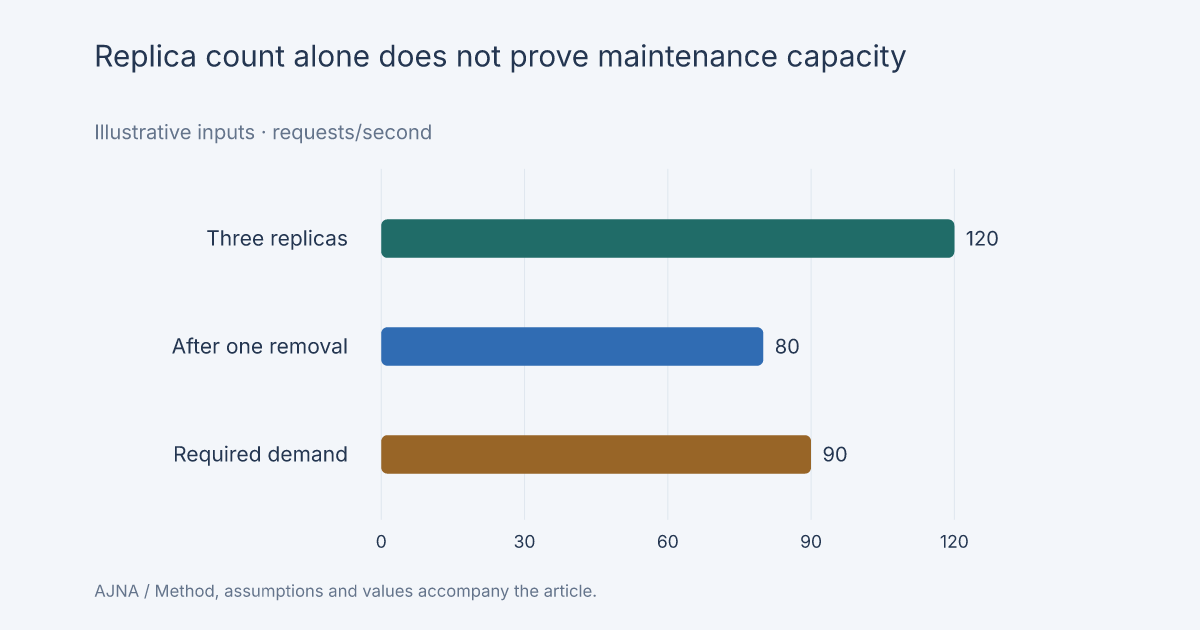 Replica count alone does not prove maintenance capacity
Illustrative inputs · requests/second
Three replicas
120
After one removal
80
Required demand
90
0 30 60 90 120
AJNA / Method, assumptions and values accompany the article.